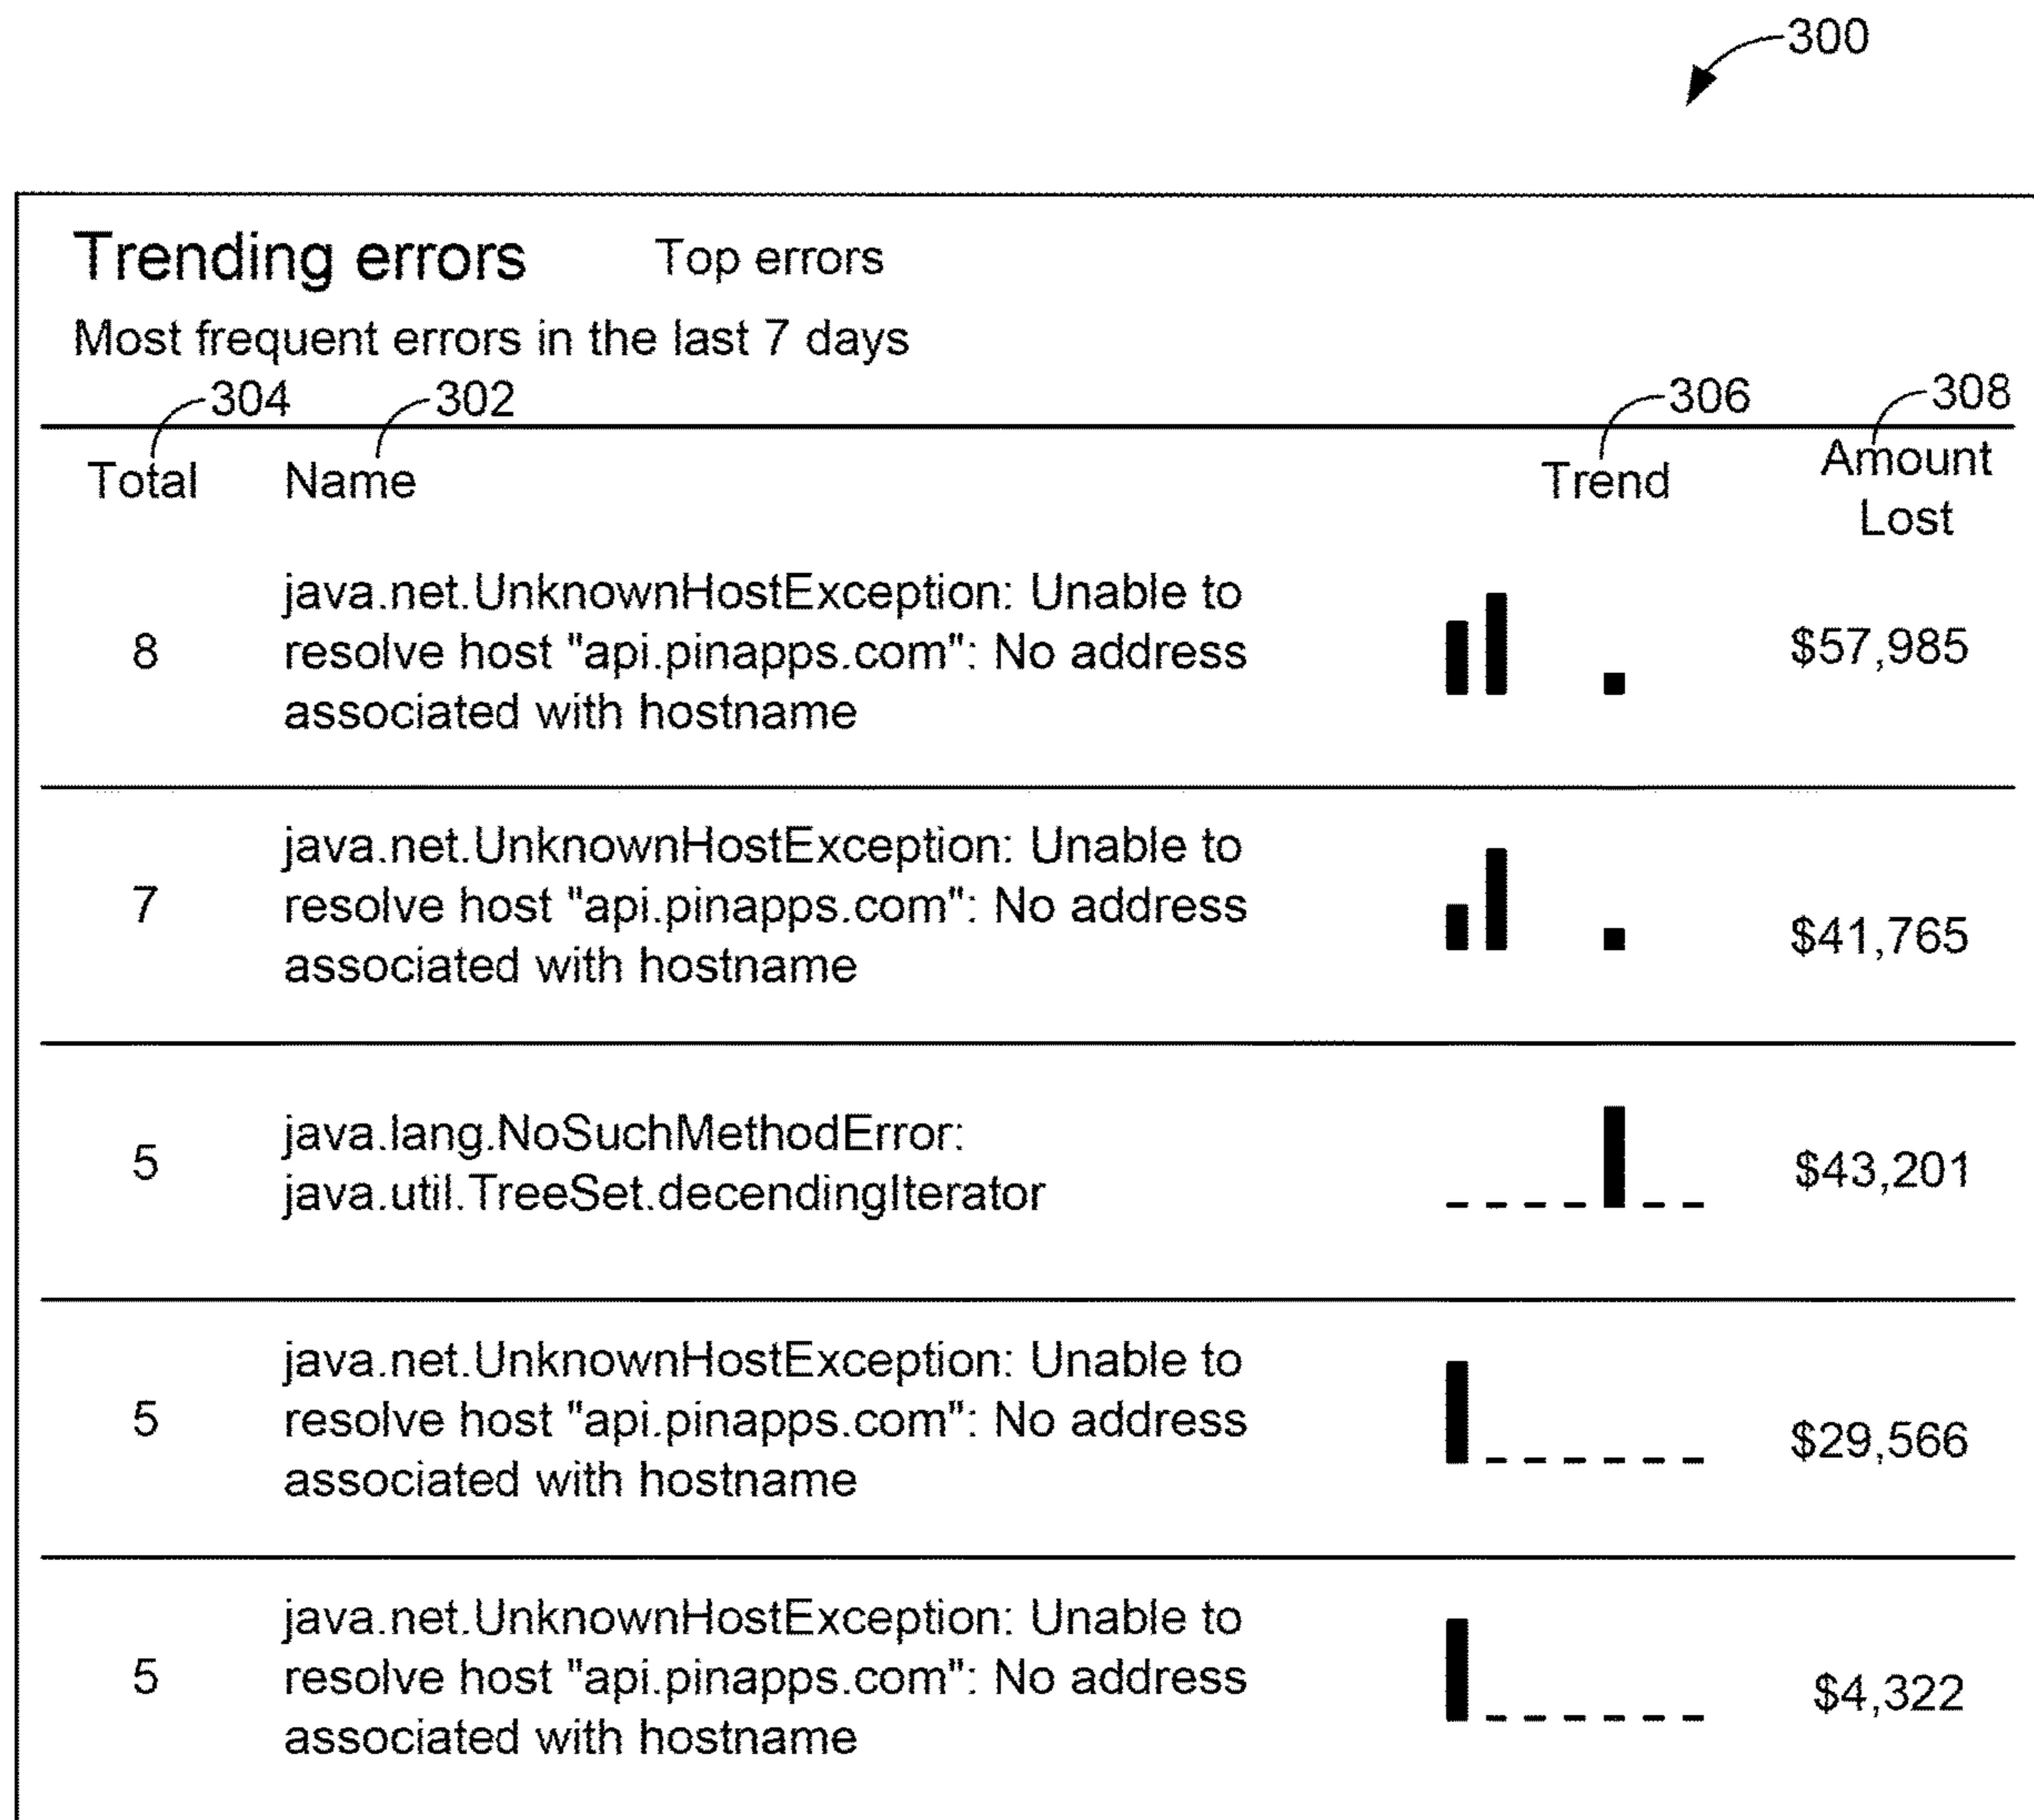 300
Trending errors Top errors
Most frequent errors in the last 7 days
304 302 306 308
Total Name Trend Amount Lost
java.net.UnknownHostException: Unable to
8 resolve host "api.pinapps.com": No address $57,985
associated with hostname
java.net.UnknownHostException: Unable to
7 resolve host "api.pinapps.com": No address $41,765
associated with hostname
java.lang.NoSuchMethodError:
5 $43,201
java.util.TreeSet.decendingIterator
java.net.UnknownHostException: Unable to
5 resolve host "api.pinapps.com": No address $29,566
associated with hostname
java.net.UnknownHostException: Unable to
5 resolve host "api.pinapps.com": No address $4,322
associated with hostname